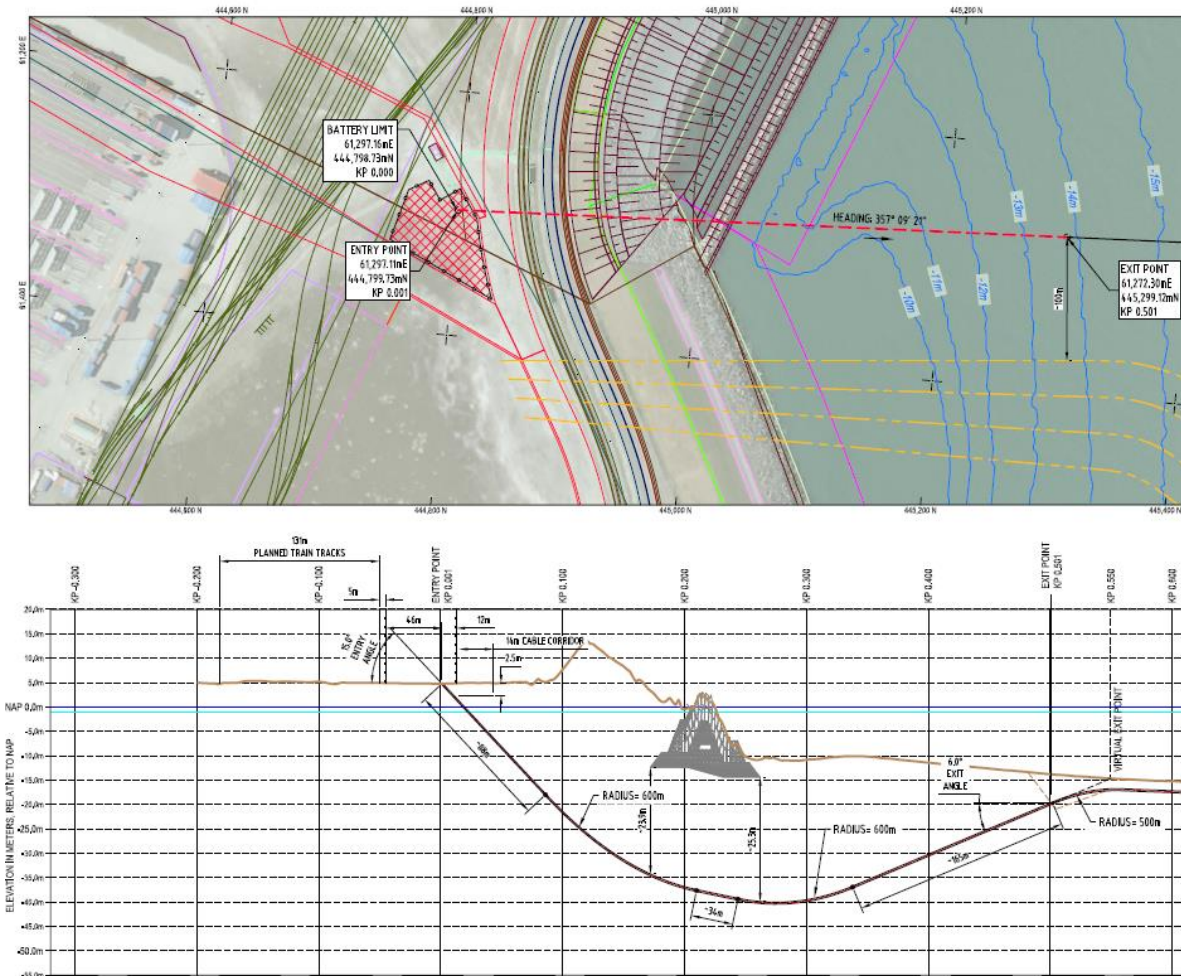 444,600 N
444,800 N
445,000 N
445,200 N
61,200 E
61,400 E
BATTERY LIMIT
61,297.16mE
444,798.73mN
KP 0.000
ENTRY POINT
61,297.11mE
444,799.73mN
KP 0.001
HEADING: 357° 09' 21"
EXIT POINT
61,272.30mE
445,299.12mN
KP 0.501
~100m
-10m
-11m
-12m
-13m
-14m
-15m
444,600 N
444,800 N
445,000 N
445,200 N
445,400 N
131m
PLANNED TRAIN TRACKS
KP -0.300
KP -0.200
KP -0.100
ENTRY POINT
KP 0.001
KP 0.100
KP 0.200
KP 0.300
KP 0.400
EXIT POINT
KP 0.501
KP 0.550
KP 0.600
5m
46m
12m
14m CABLE CORRIDOR
~2.5m
15.0°
ENTRY
ANGLE
20,0m
15,0m
10,0m
5,0m
NAP 0,0m
-5,0m
-10,0m
-15,0m
-20,0m
-25,0m
-30,0m
-35,0m
-40,0m
-45,0m
-50,0m
-55,0m
ELEVATION IN METERS, RELATIVE TO NAP
RADIUS= 600m
~23.9m
~25.3m
~34m
RADIUS= 600m
6.0°
EXIT
ANGLE
~165m
RADIUS= 500m
VIRTUAL EXIT POINT